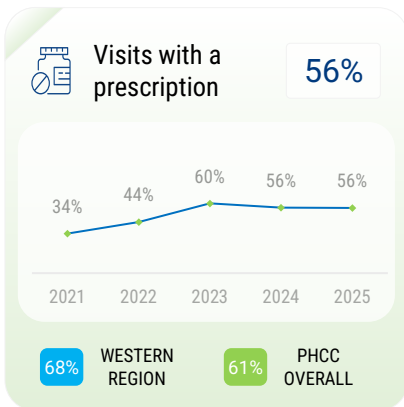 Visits with a
prescription
56%
34%
44%
60%
56%
56%
2021
2022
2023
2024
2025
68%
WESTERN
REGION
61%
PHCC
OVERALL